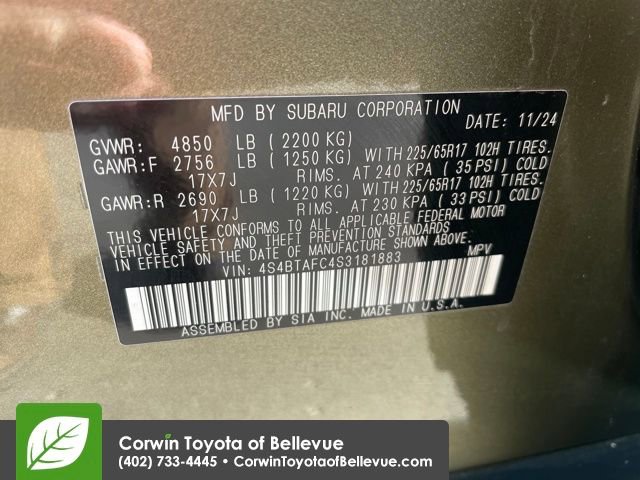 MFD BY SUBARU CORPORATION
DATE: 11/24
GVWR: 4850 LB (2200 KG)
GAWR:F 2756 LB (1250 KG) WITH 225/65R17 102H TIRES.
17X7J RIMS. AT 240 KPA (35 PSI) COLD
GAWR:R 2690 LB (1220 KG) WITH 225/65R17 102H TIRES.
17X7J RIMS. AT 230 KPA (33 PSI) COLD
THIS VEHICLE CONFORMS TO ALL APPLICABLE FEDERAL MOTOR
VEHICLE SAFETY AND THEFT PREVENTION STANDARDS
IN EFFECT ON THE DATE OF MANUFACTURE SHOWN ABOVE.
VIN: 4S4BTAFC4S3181883 MPV
ASSEMBLED BY SIA INC. MADE IN U.S.A.
Corwin Toyota of Bellevue
(402) 733-4445 • CorwinToyotaofBellevue.com